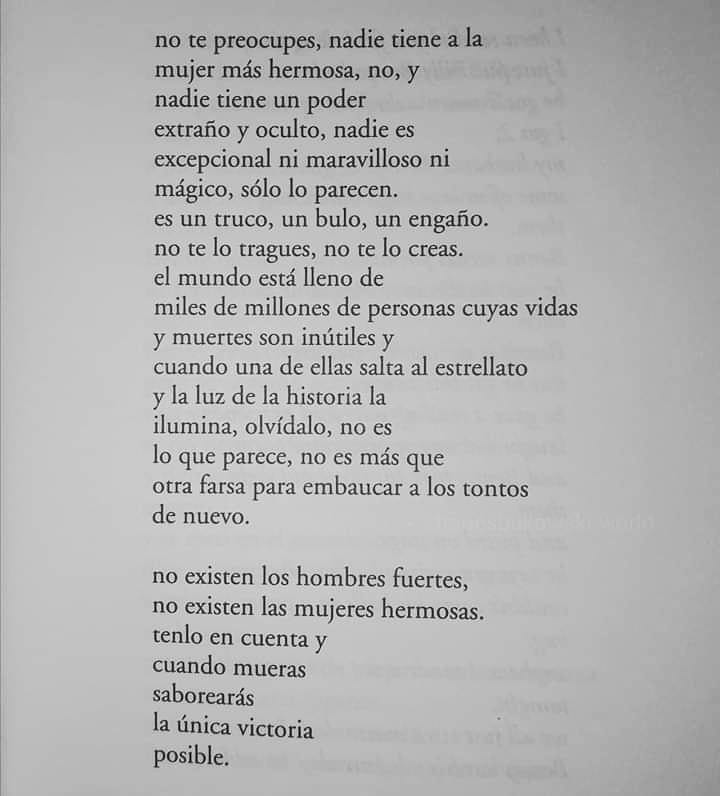 no te preocupes, nadie tiene a la
mujer más hermosa, no, y
nadie tiene un poder
extraño y oculto, nadie es
excepcional ni maravilloso ni
mágico, sólo lo parecen.
es un truco, un bulo, un engaño.
no te lo tragues, no te lo creas.
el mundo está lleno de
miles de millones de personas cuyas vidas
y muertes son inútiles y
cuando una de ellas salta al estrellato
y la luz de la historia la
ilumina, olvídalo, no es
lo que parece, no es más que
otra farsa para embaucar a los tontos
de nuevo.
no existen los hombres fuertes,
no existen las mujeres hermosas.
tenlo en cuenta y
cuando mueras
saborearás
la única victoria
posible.